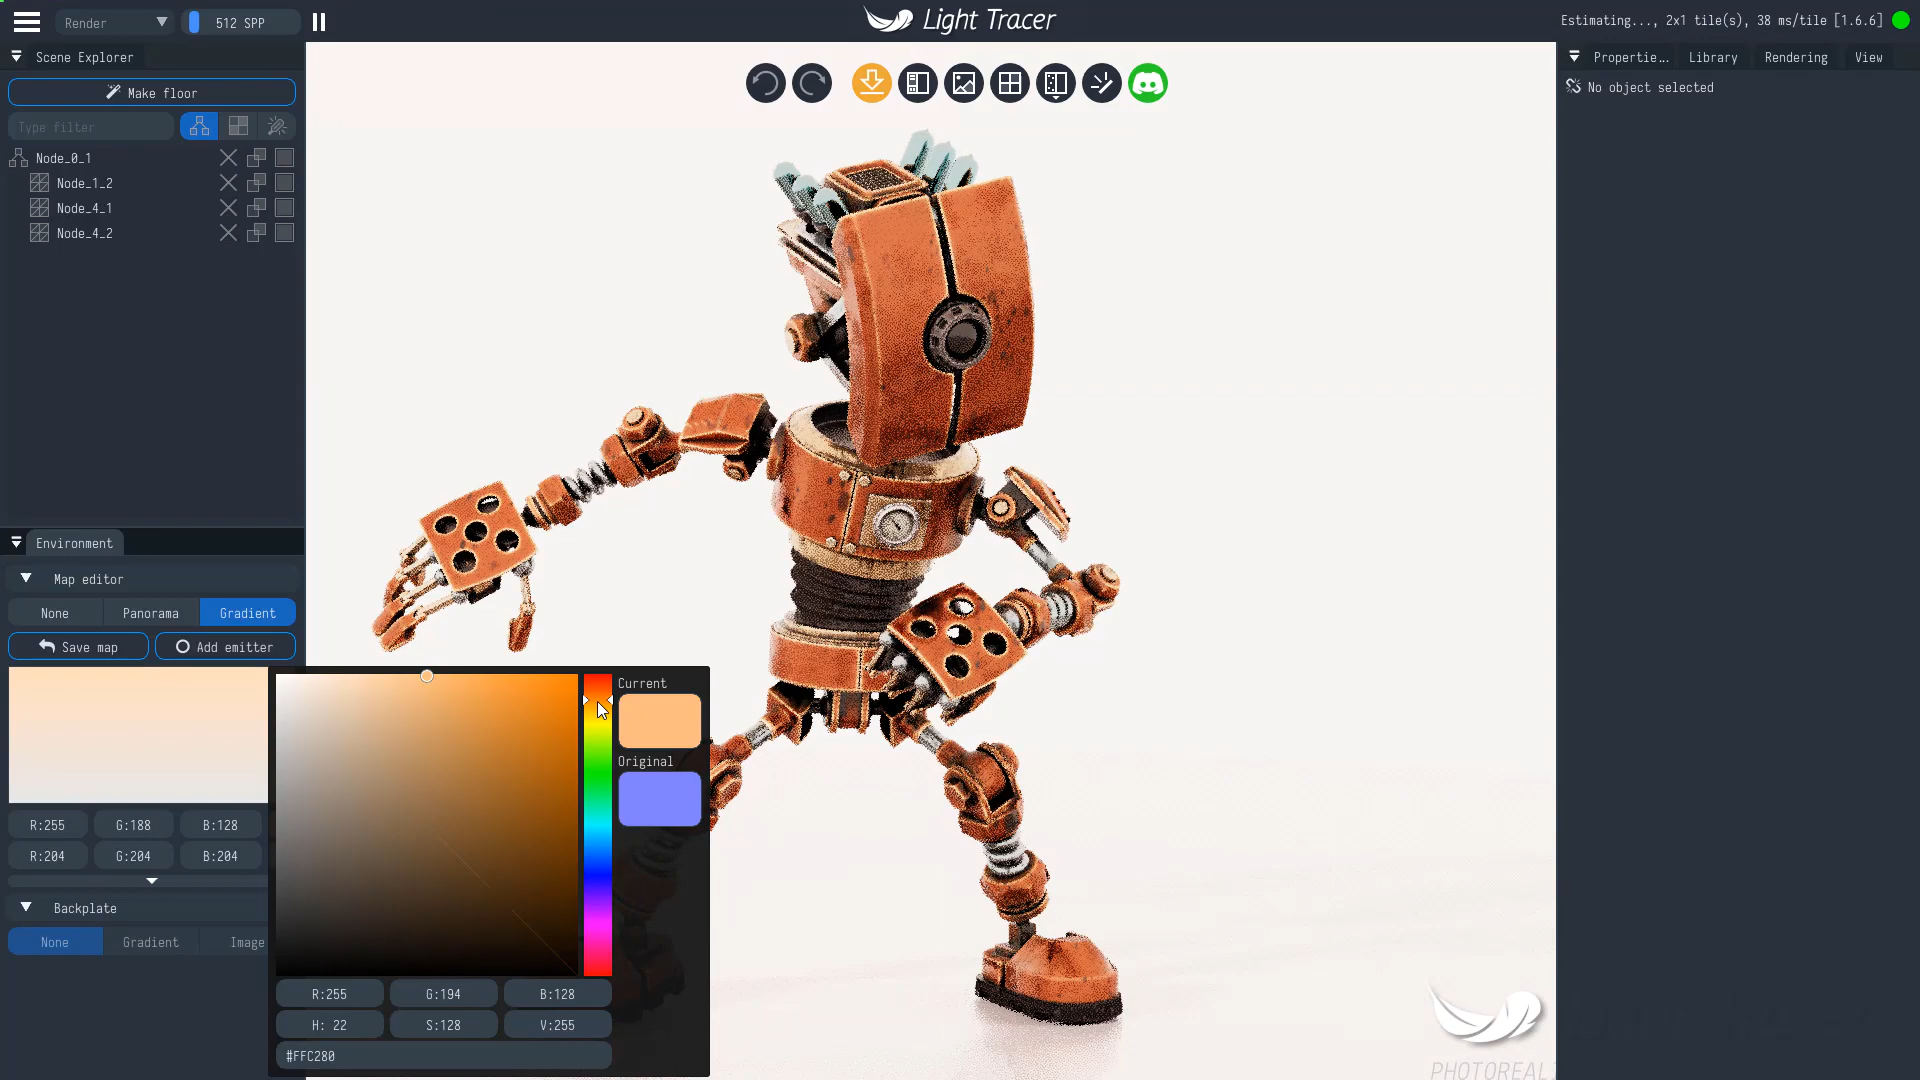 Render
512 SPP
Light Tracer
Estimating..., 2x1 tile(s), 38 ms/tile [1.6.6]
Scene Explorer
Make floor
Type filter
Node_0_1
Node_1_2
Node_4_1
Node_4_2
Propertie...
Library
Rendering
View
No object selected
Environment
Map editor
None
Panorama
Gradient
Save map
Add emitter
R:255
G:188
B:128
R:204
G:204
B:204
Backplate
None
Gradient
Image
Current
Original
R:255
G:194
B:128
H: 22
S:128
V:255
#FFC280
PHOTOREAL